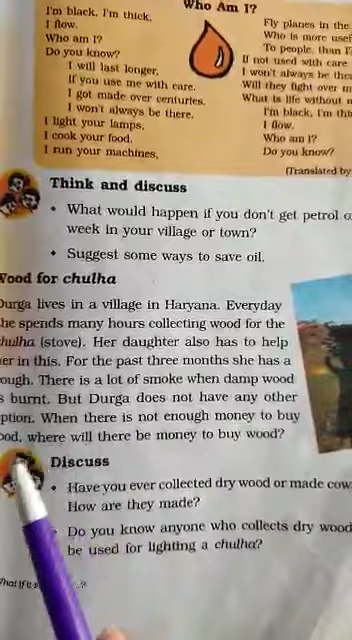 Who Am I?
I'm black, I'm thick,
I flow.
Who am I?
Do you know?
I will last longer,
If you use me with care.
I got made over centuries.
I won't always be there.
I light your lamps,
I cook your food.
I run your machines,
Fly planes in the
Who is more
To people, than
If not used with care
I won't always be
Will they fight over
What is life without
I'm black, I'm
I flow.
Who am I?
Do you know?
(Translated by
Think and discuss
• What would happen if you don't get petrol
week in your village or town?
• Suggest some ways to save oil.
Wood for chulha
Durga lives in a village in Haryana. Everyday
she spends many hours collecting wood for the
chulha (stove). Her daughter also has to help
her in this. For the past three months she has a
cough. There is a lot of smoke when damp wood
is burnt. But Durga does not have any other
option. When there is not enough money to buy
food, where will there be money to buy wood?
Discuss
• Have you ever collected dry wood or made cow
How are they made?
• Do you know anyone who collects dry wood
be used for lighting a chulha?
What if it